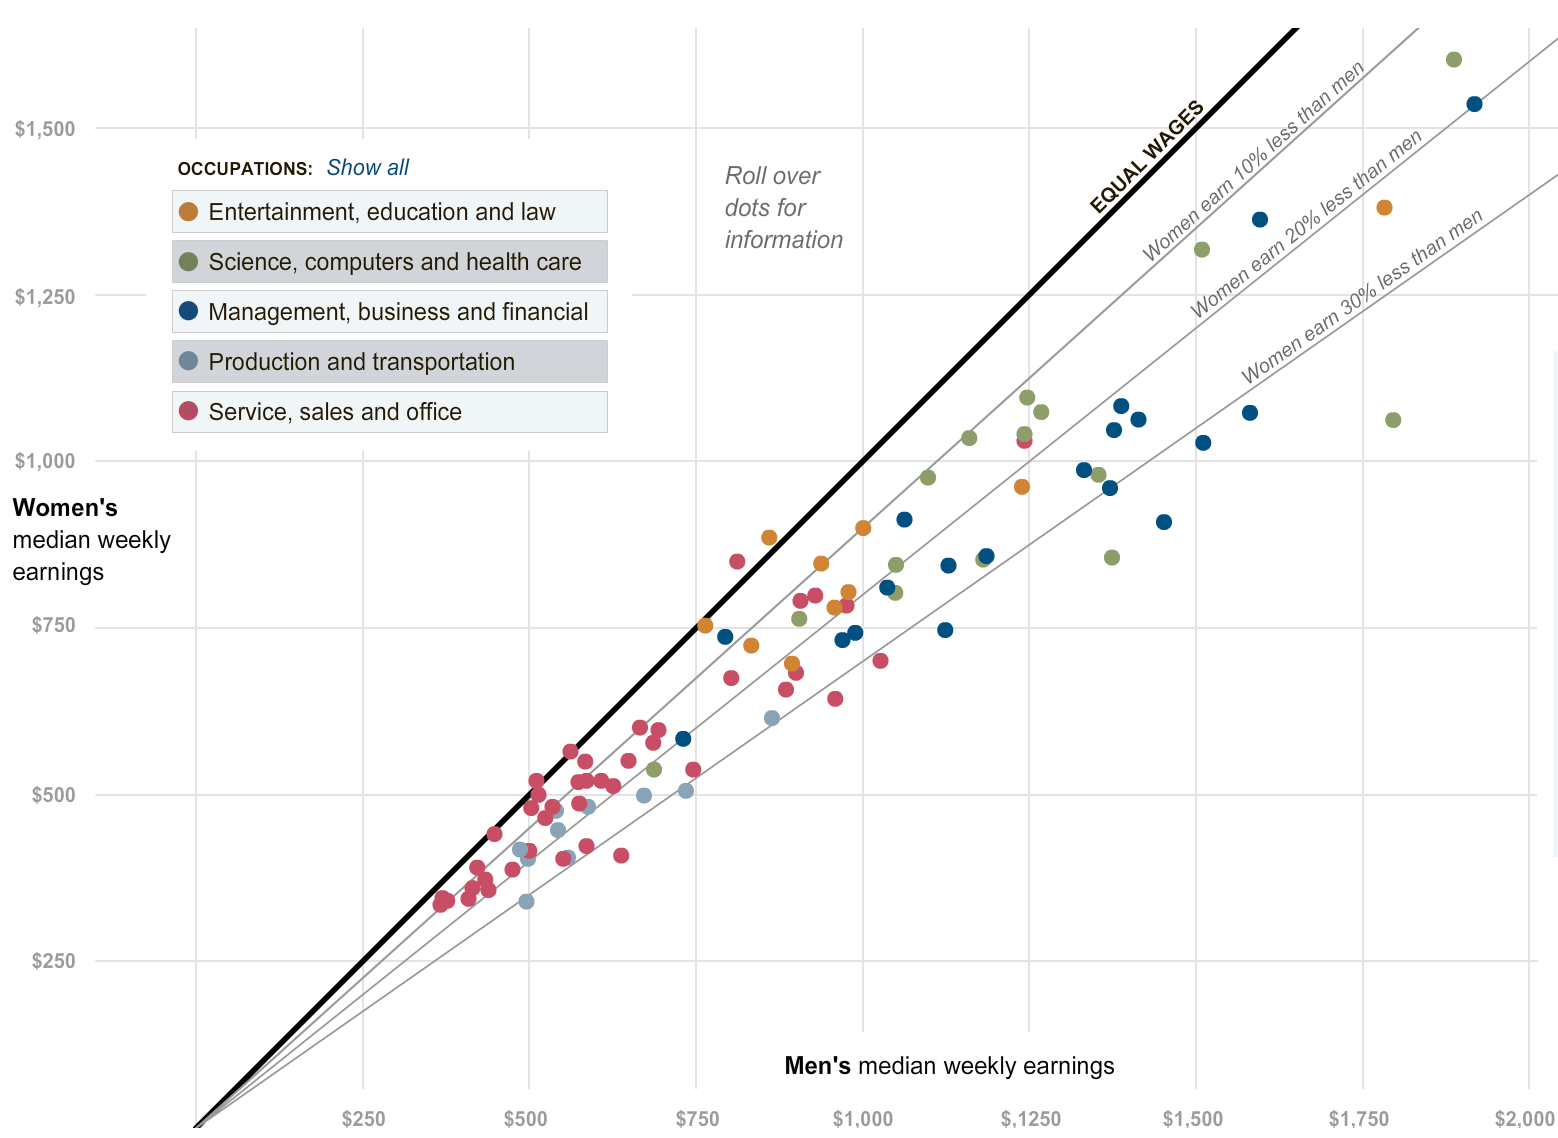 EQUAL WAGES
Women earn 10% less than men
Women earn 20% less than men
Women earn 30% less than men
$1,500
OCCUPATIONS: Show all
Entertainment, education and law
Science, computers and health care
Management, business and financial
Production and transportation
Service, sales and office
Roll over
dots for
information
$1,250
$1,000
Women's
median weekly
earnings
$750
$500
$250
Men's median weekly earnings
$250 $500 $750 $1,000 $1,250 $1,500 $1,750 $2,000